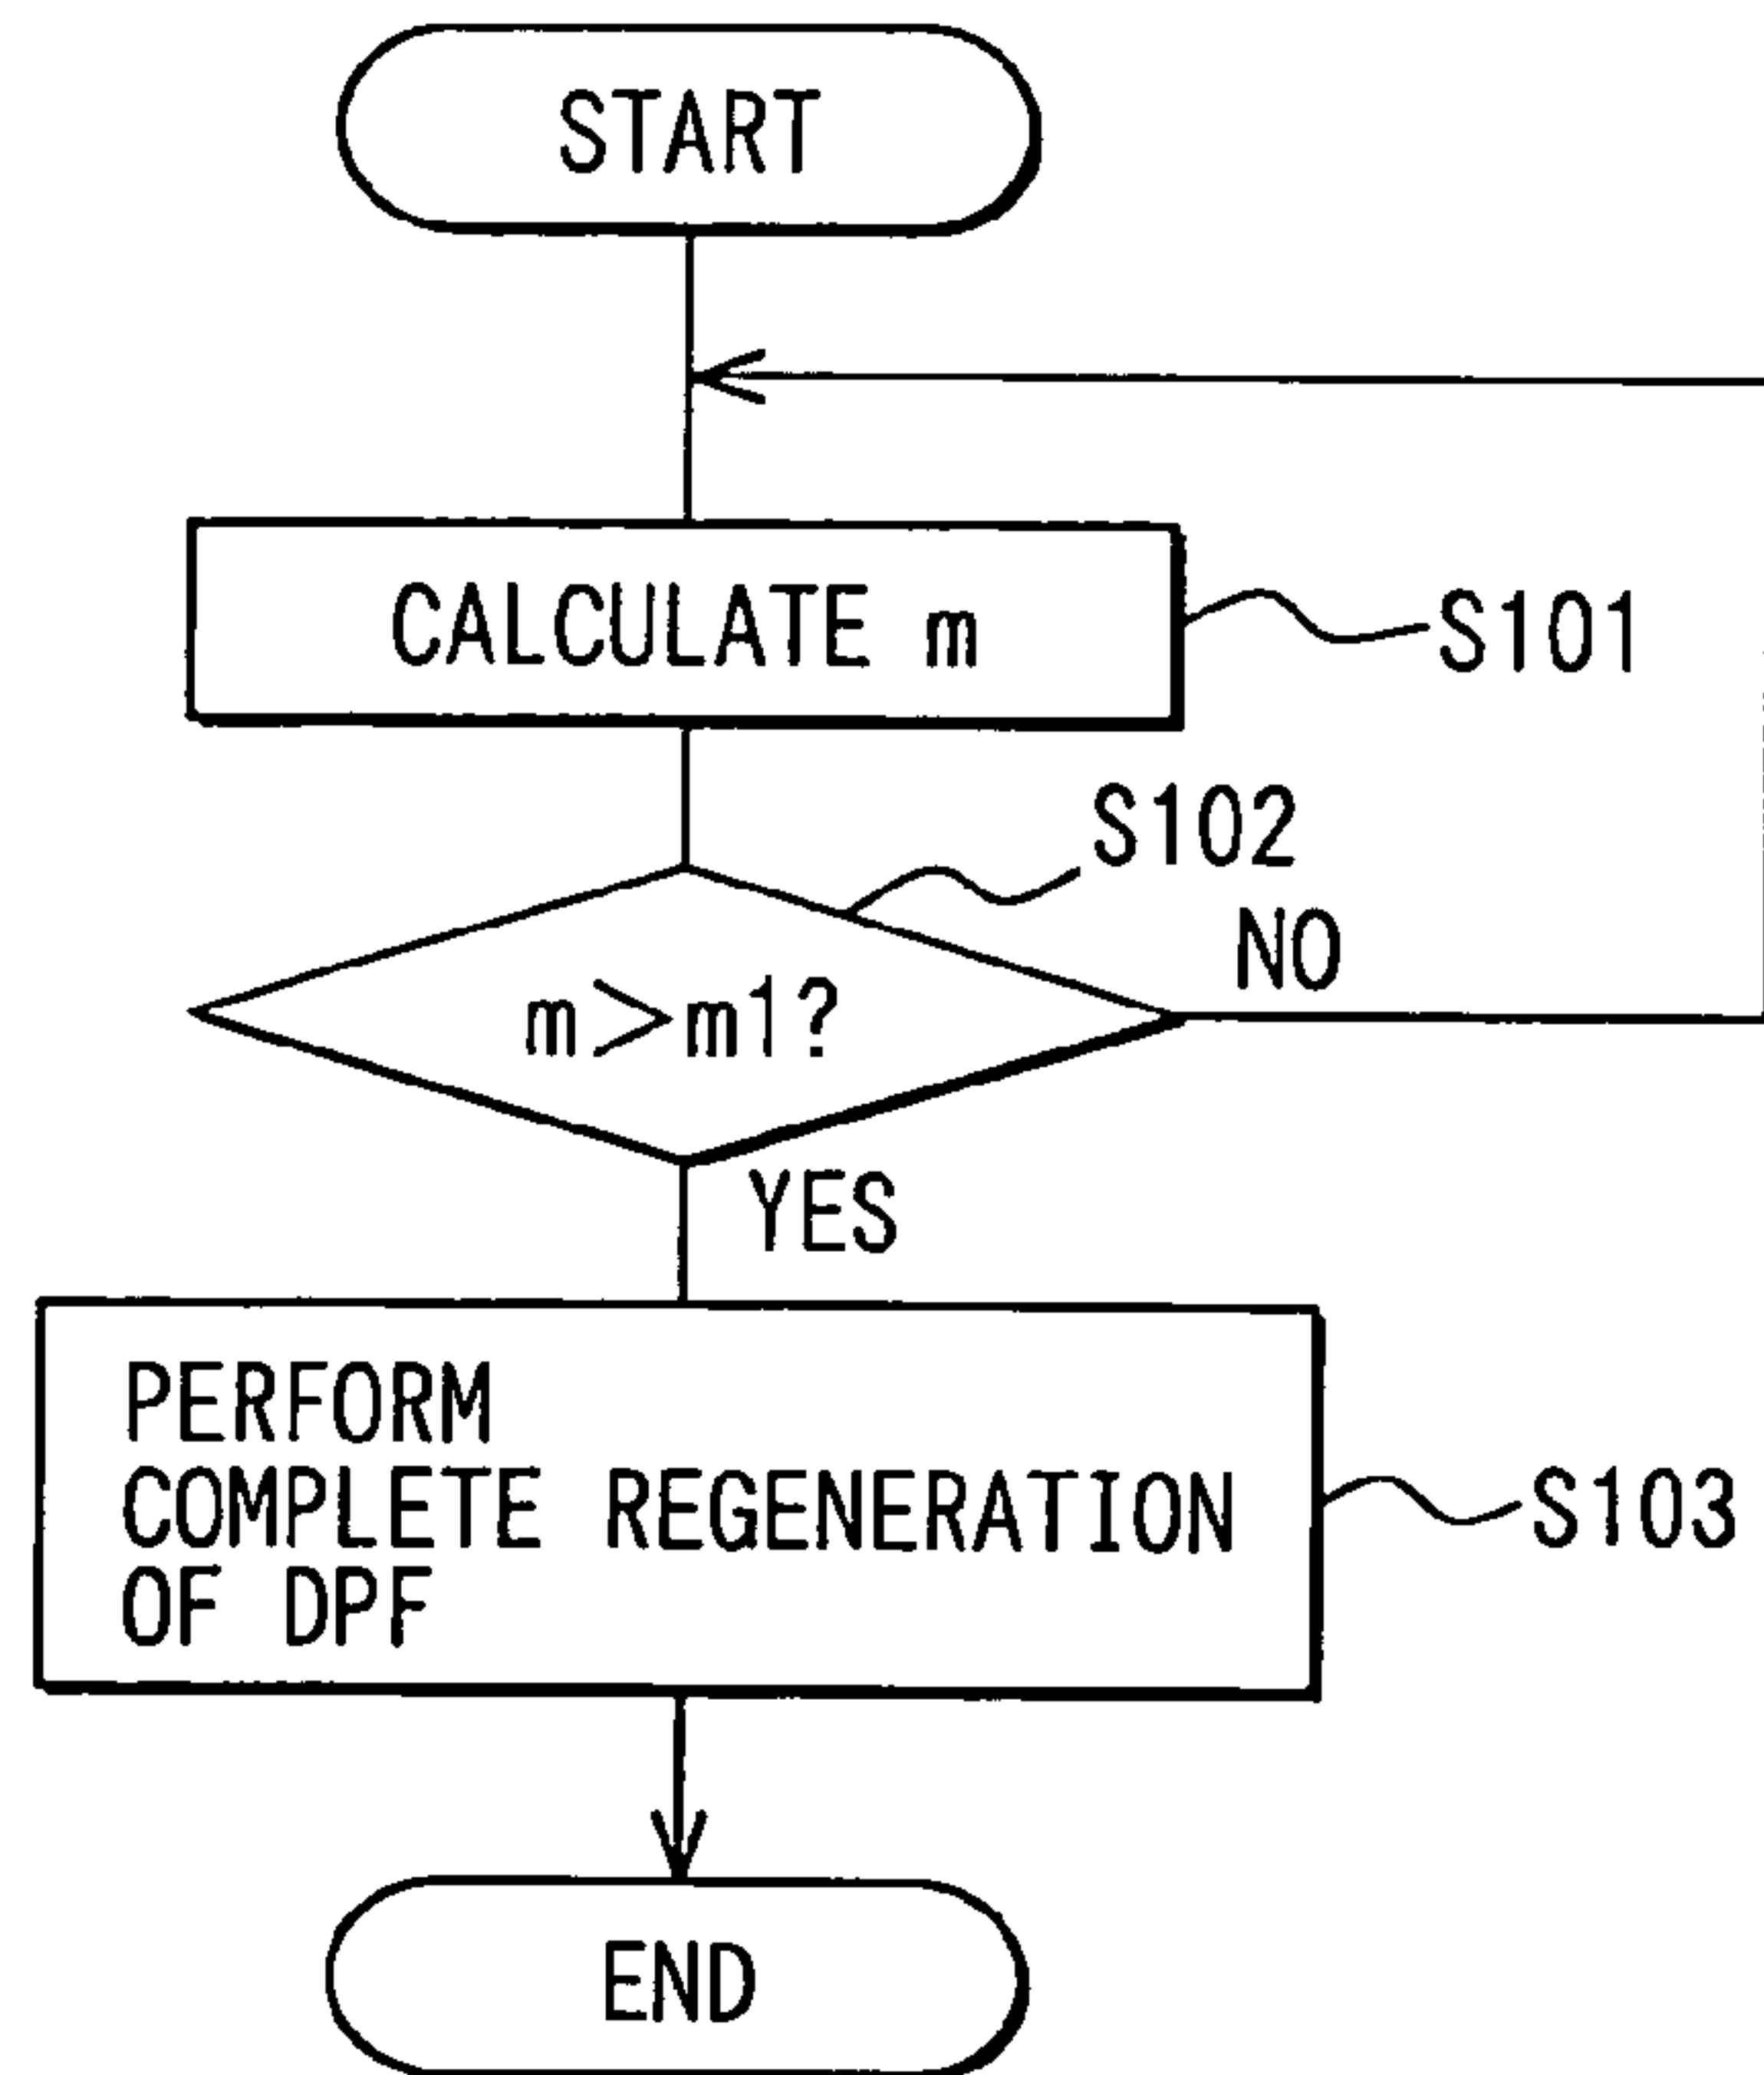 START
CALCULATE m
S101
S102
NO
m>m1?
YES
PERFORM
COMPLETE REGENERATION
OF DPF
S103
END